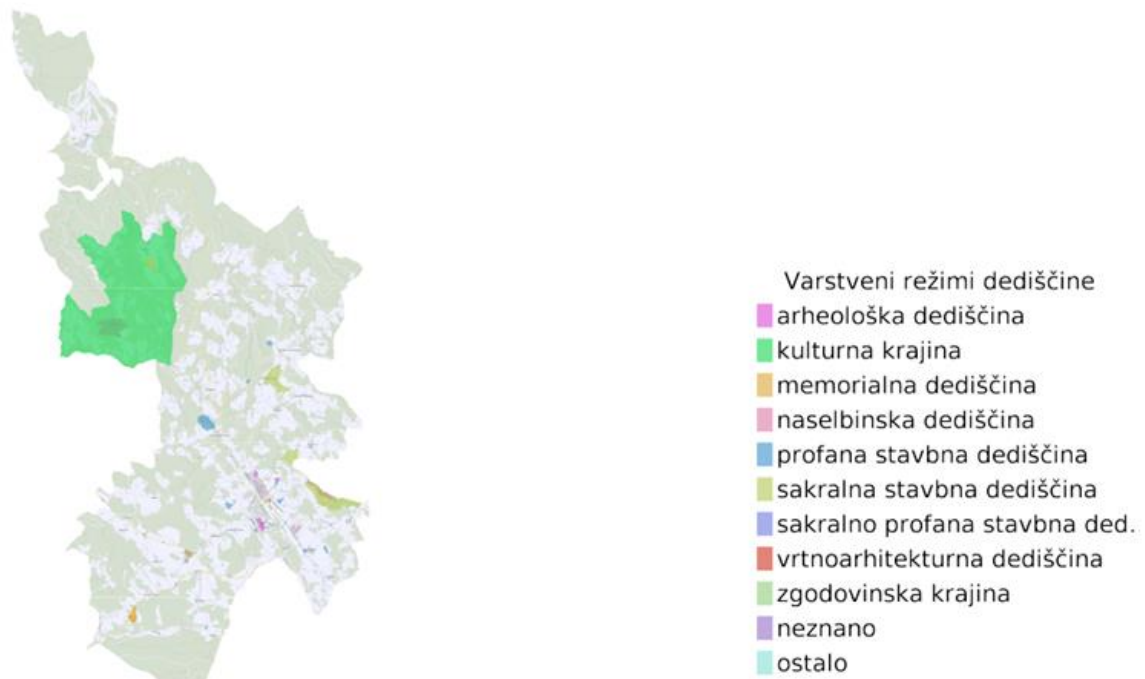 Varstveni režimi dediščine
arheološka dediščina
kulturna krajina
memorialna dediščina
naselbinska dediščina
profana stavbna dediščina
sakralna stavbna dediščina
sakralno profana stavbna ded..
vrtnoarhitekturna dediščina
zgodovinska krajina
neznano
ostalo